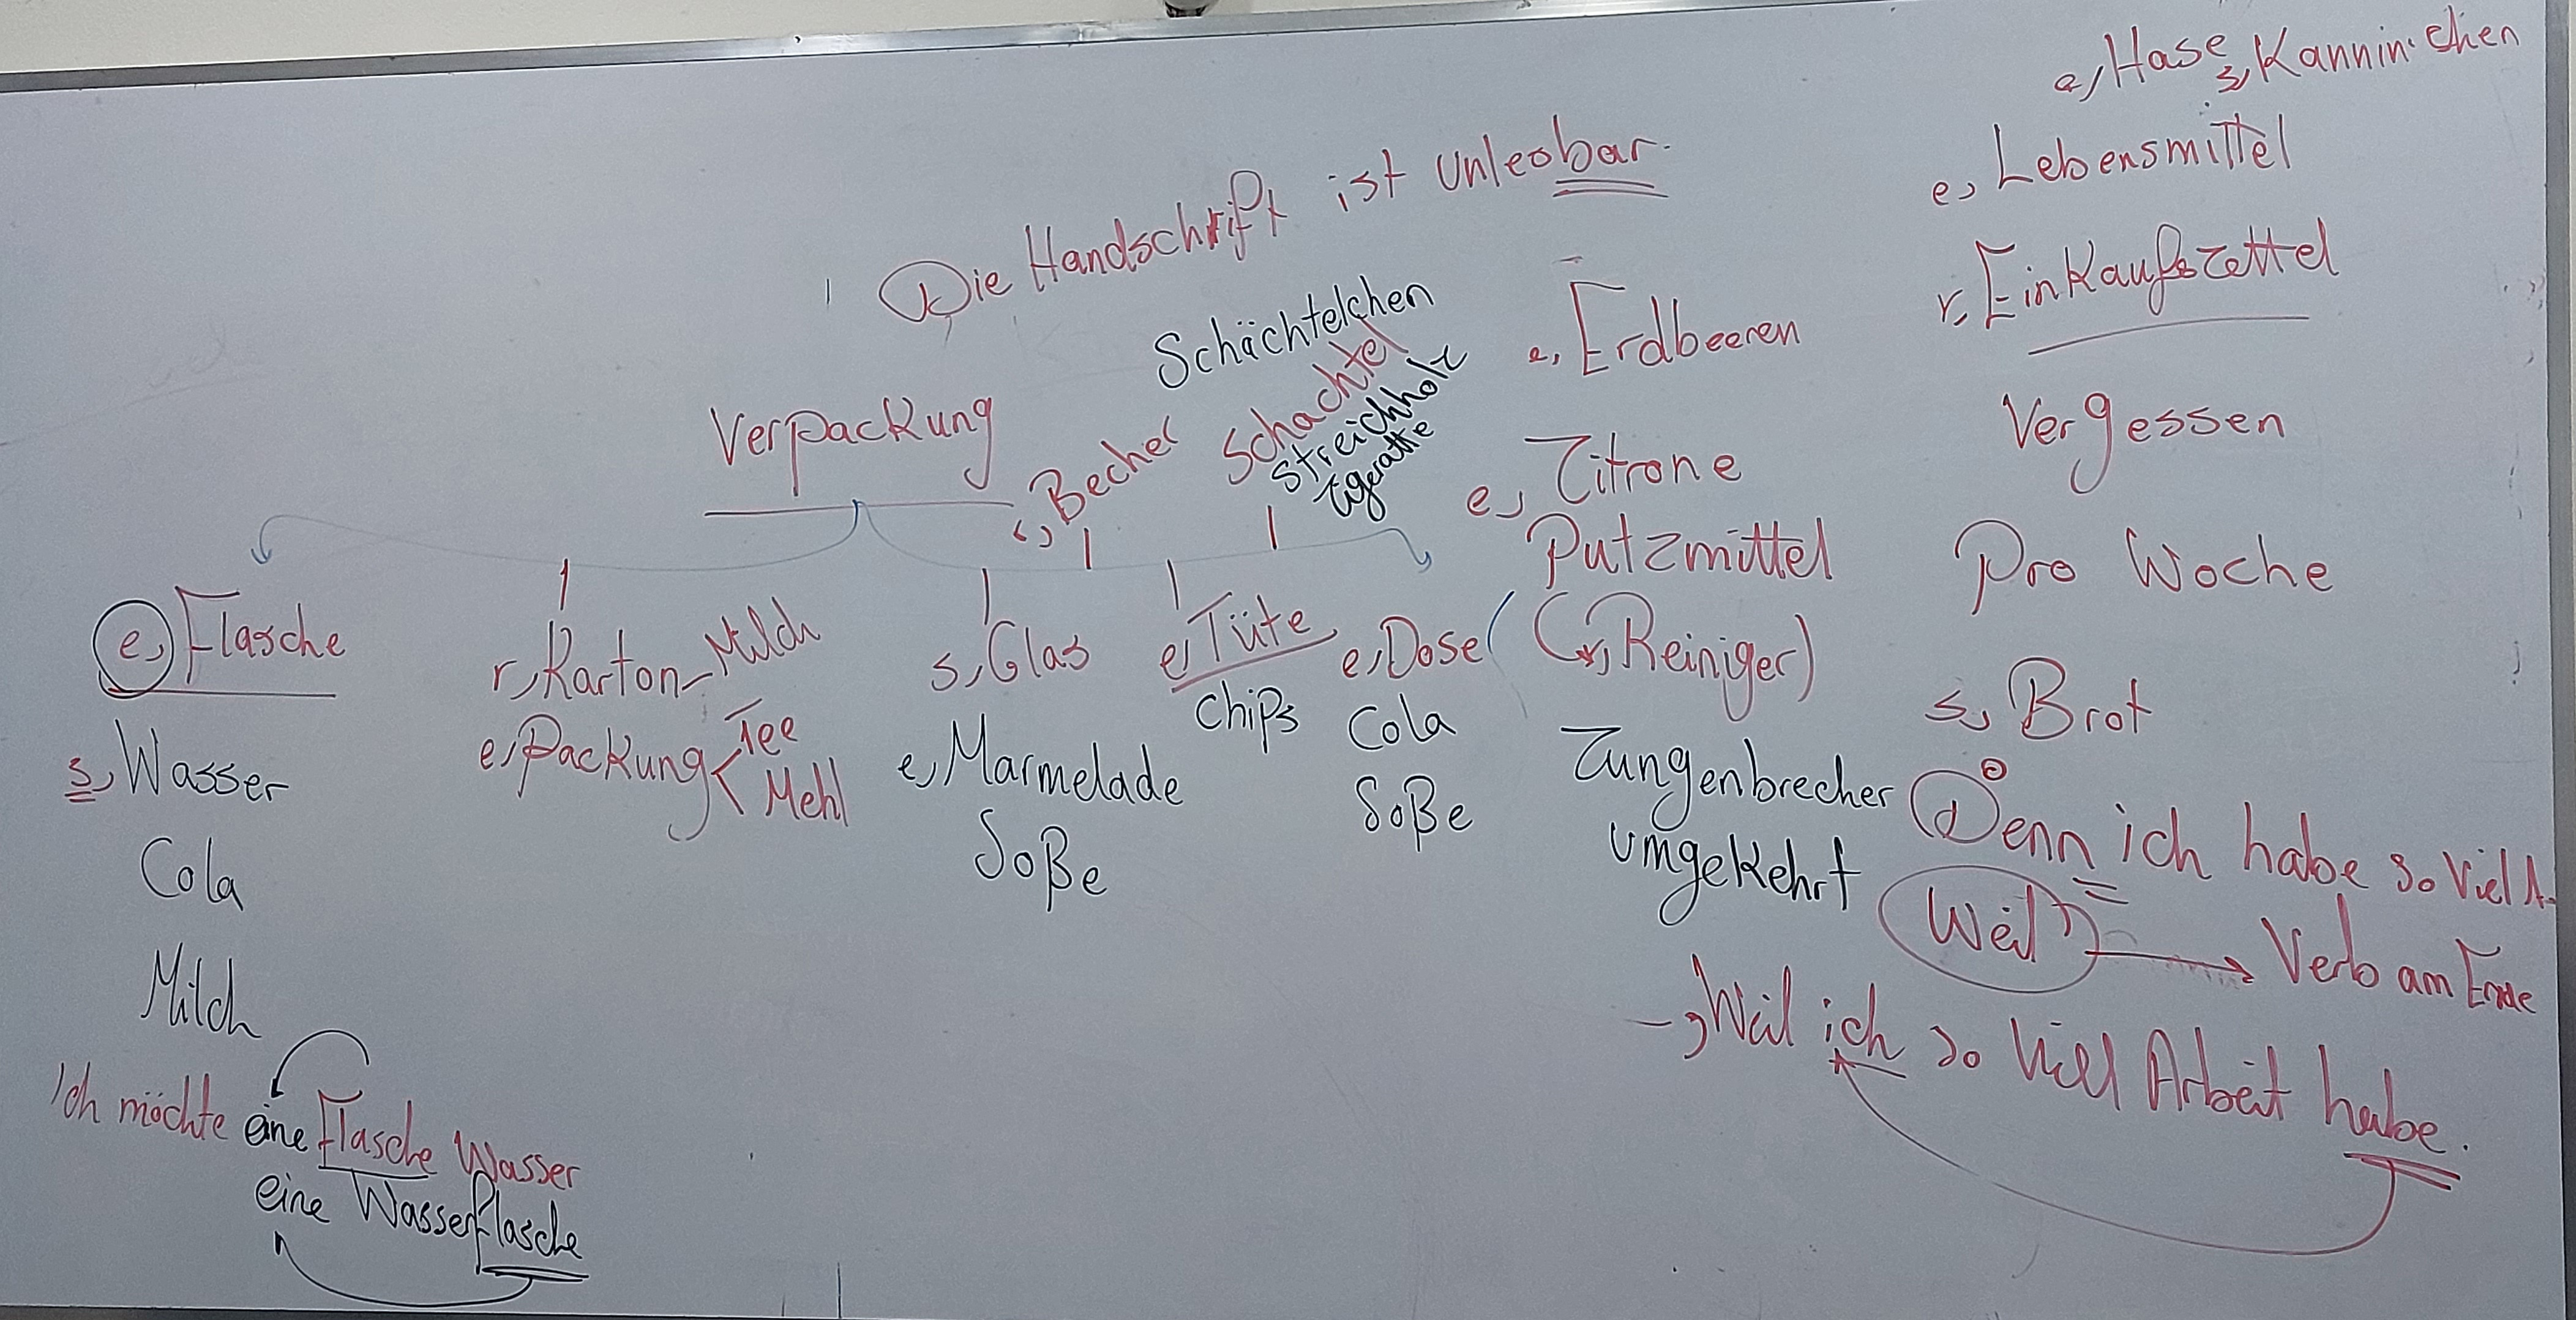 e, Hase s, Kanninchen
e, Lebensmittel
r, Einkaufszettel
Vergessen
Pro Woche
s, Brot
Denn ich habe so viel A.
Weil → Verb am Ende
→ Weil ich so viell Arbeit habe.
Die Handschrift ist unlesbar.
e, Erdbeeren
e, Zitrone
Putzmittel
(r, Reiniger)
Zungenbrecher
umgekehrt
Verpackung
Schächtelchen
r, Becher
Schachtel
Streichholz
Zigeratte
e, Flasche
s, Wasser
Cola
Milch
r, Karton - Milch
e, Packung < Tee
Mehl
s, Glas
e, Marmelade
Soße
e, Tüte
Chips
e, Dose
Cola
Soße
Ich möchte eine Flasche Wasser
eine Wasserflasche